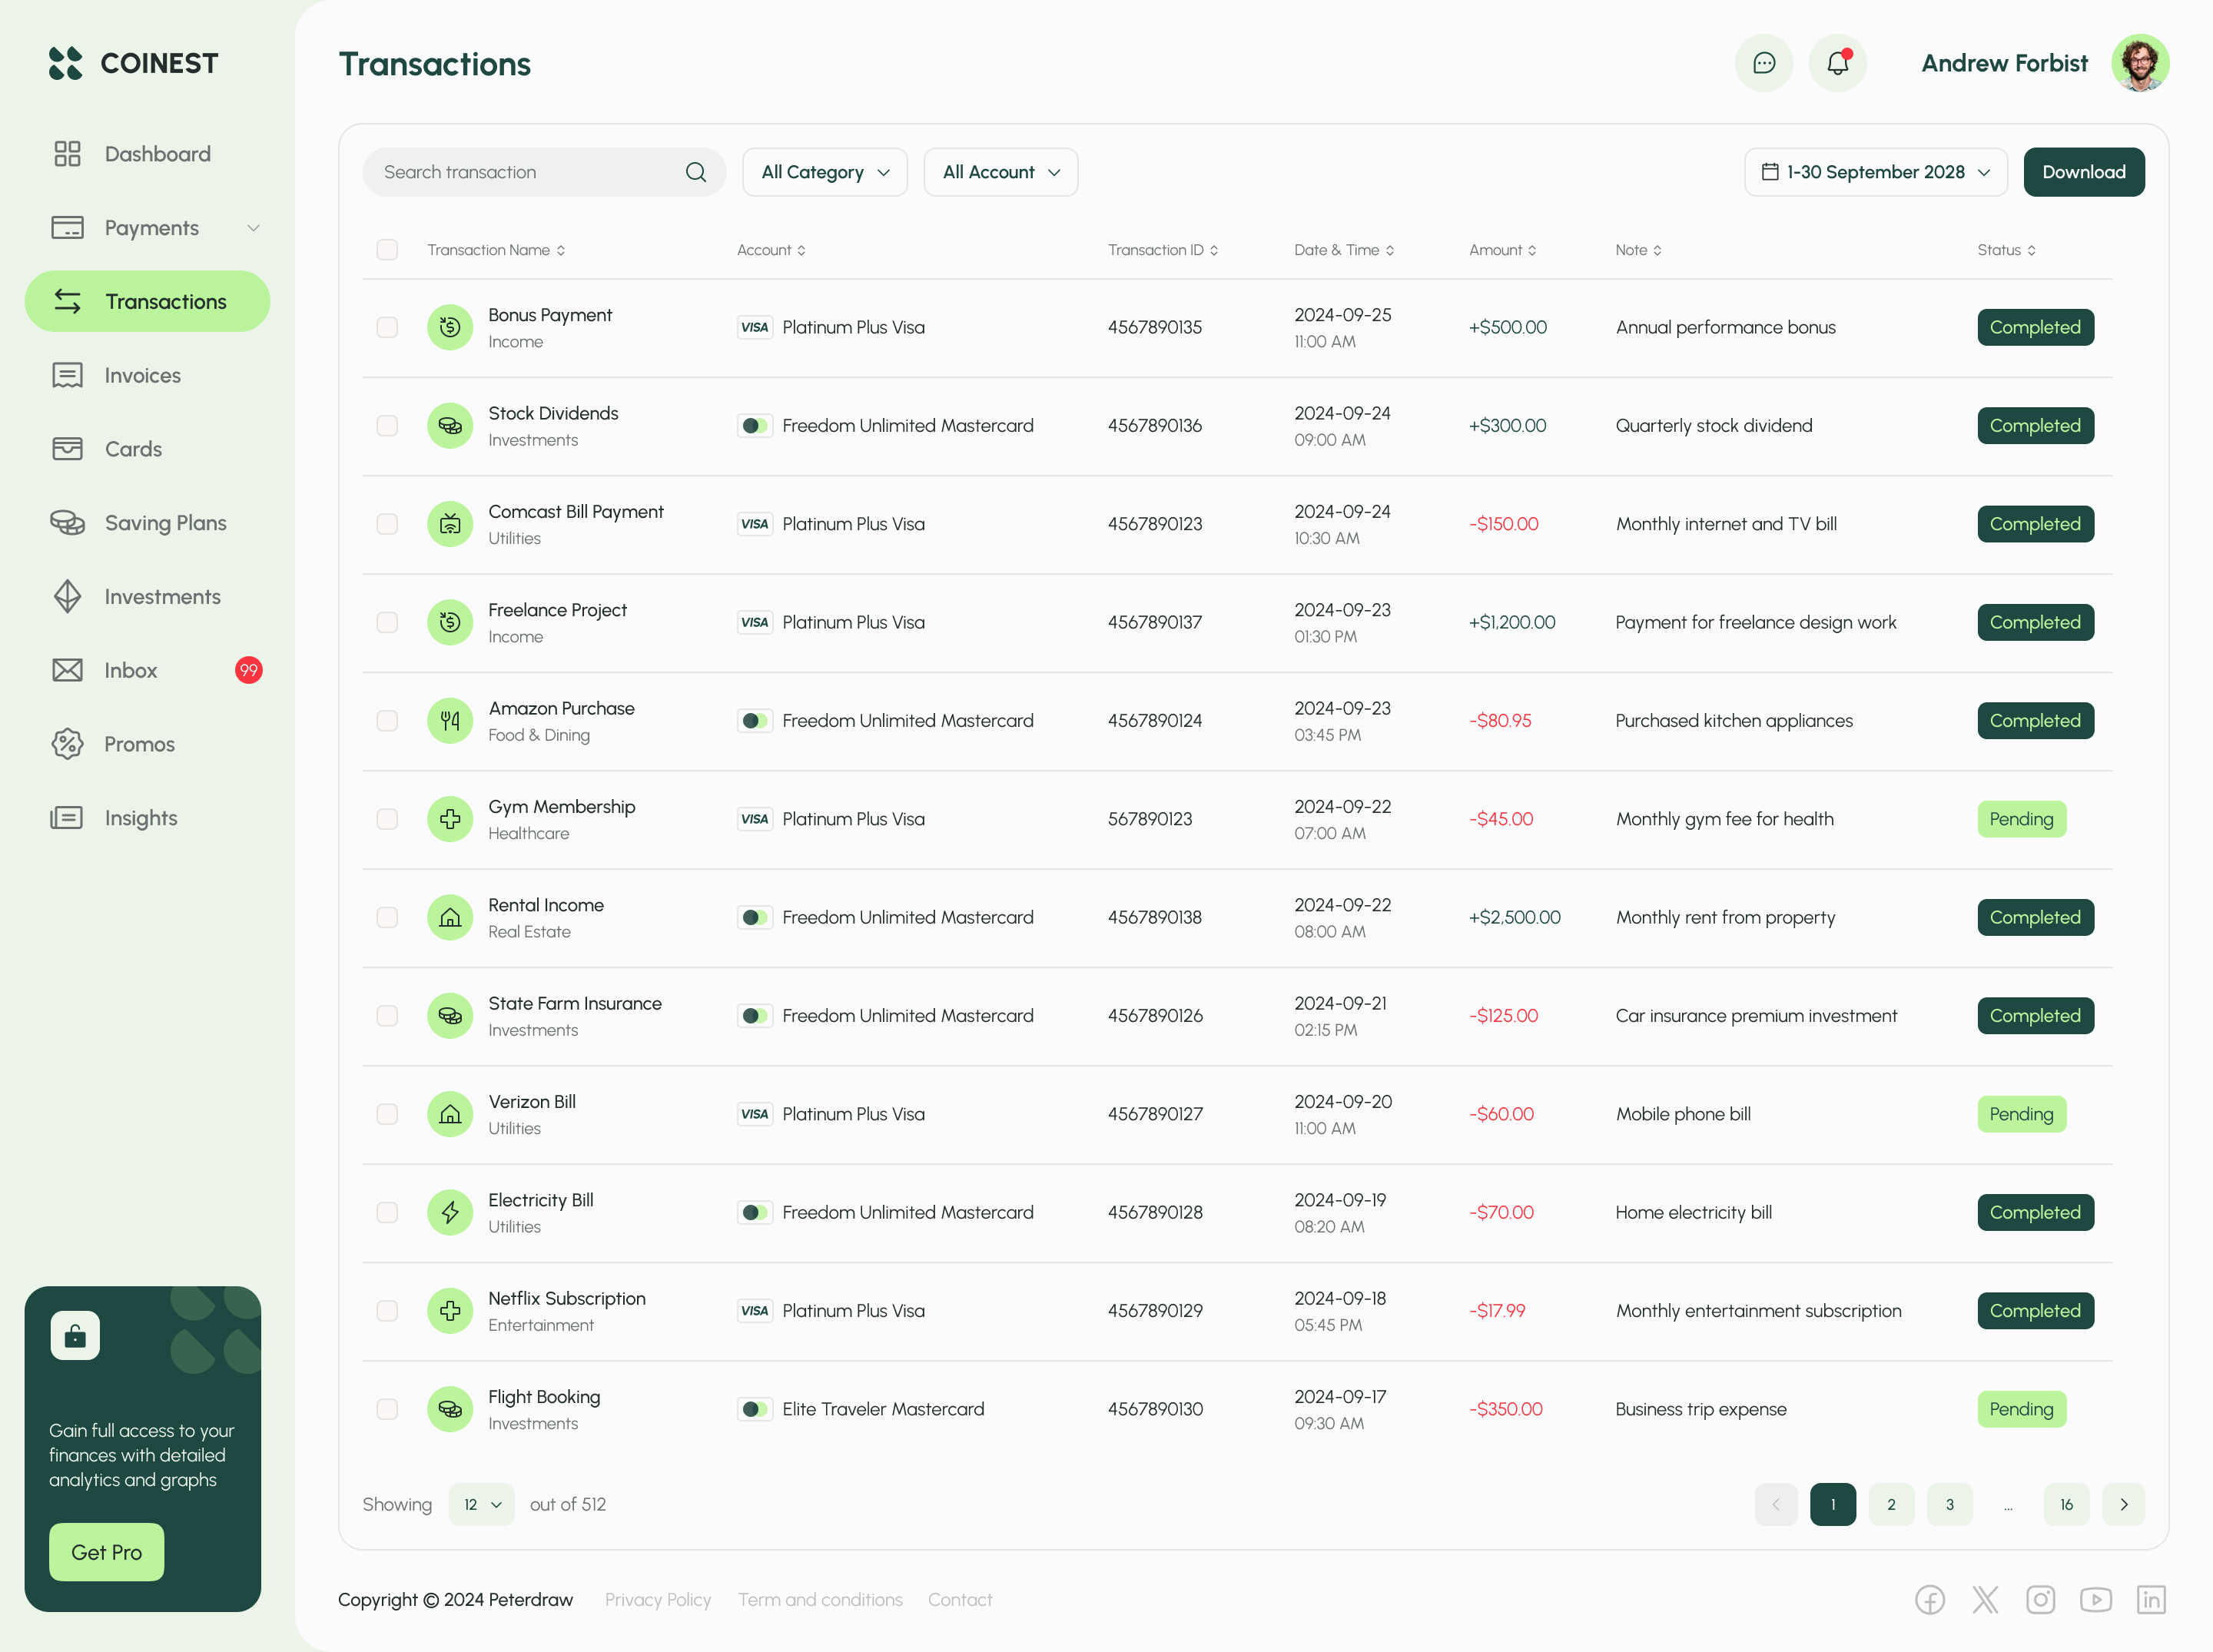 COINEST
Transactions
Andrew Forbist
Dashboard
Payments
Transactions
Invoices
Cards
Saving Plans
Investments
Inbox 99
Promos
Insights
Gain full access to your
finances with detailed
analytics and graphs
Get Pro
Search transaction All Category All Account 1-30 September 2028 Download
Transaction Name Account Transaction ID Date & Time Amount Note Status
Bonus Payment
Income
VISA Platinum Plus Visa 4567890135
2024-09-25
11:00 AM
+$500.00 Annual performance bonus Completed
Stock Dividends
Investments
Freedom Unlimited Mastercard 4567890136
2024-09-24
09:00 AM
+$300.00 Quarterly stock dividend Completed
Comcast Bill Payment
Utilities
VISA Platinum Plus Visa 4567890123
2024-09-24
10:30 AM
-$150.00 Monthly internet and TV bill Completed
Freelance Project
Income
VISA Platinum Plus Visa 4567890137
2024-09-23
01:30 PM
+$1,200.00 Payment for freelance design work Completed
Amazon Purchase
Food & Dining
Freedom Unlimited Mastercard 4567890124
2024-09-23
03:45 PM
-$80.95 Purchased kitchen appliances Completed
Gym Membership
Healthcare
VISA Platinum Plus Visa 567890123
2024-09-22
07:00 AM
-$45.00 Monthly gym fee for health Pending
Rental Income
Real Estate
Freedom Unlimited Mastercard 4567890138
2024-09-22
08:00 AM
+$2,500.00 Monthly rent from property Completed
State Farm Insurance
Investments
Freedom Unlimited Mastercard 4567890126
2024-09-21
02:15 PM
-$125.00 Car insurance premium investment Completed
Verizon Bill
Utilities
VISA Platinum Plus Visa 4567890127
2024-09-20
11:00 AM
-$60.00 Mobile phone bill Pending
Electricity Bill
Utilities
Freedom Unlimited Mastercard 4567890128
2024-09-19
08:20 AM
-$70.00 Home electricity bill Completed
Netflix Subscription
Entertainment
VISA Platinum Plus Visa 4567890129
2024-09-18
05:45 PM
-$17.99 Monthly entertainment subscription Completed
Flight Booking
Investments
Elite Traveler Mastercard 4567890130
2024-09-17
09:30 AM
-$350.00 Business trip expense Pending
Showing 12 out of 512 1 2 3 ... 16
Copyright © 2024 Peterdraw Privacy Policy Term and conditions Contact